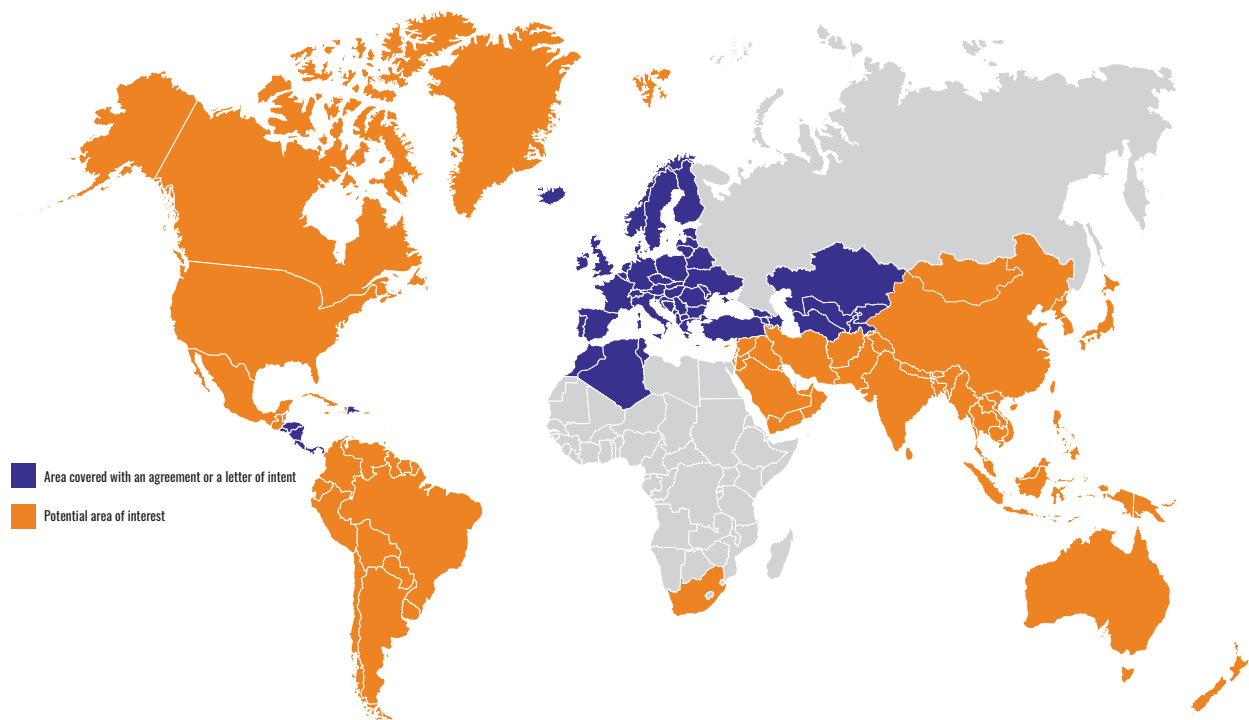 Area covered with an agreement or a letter of intent
Potential area of interest